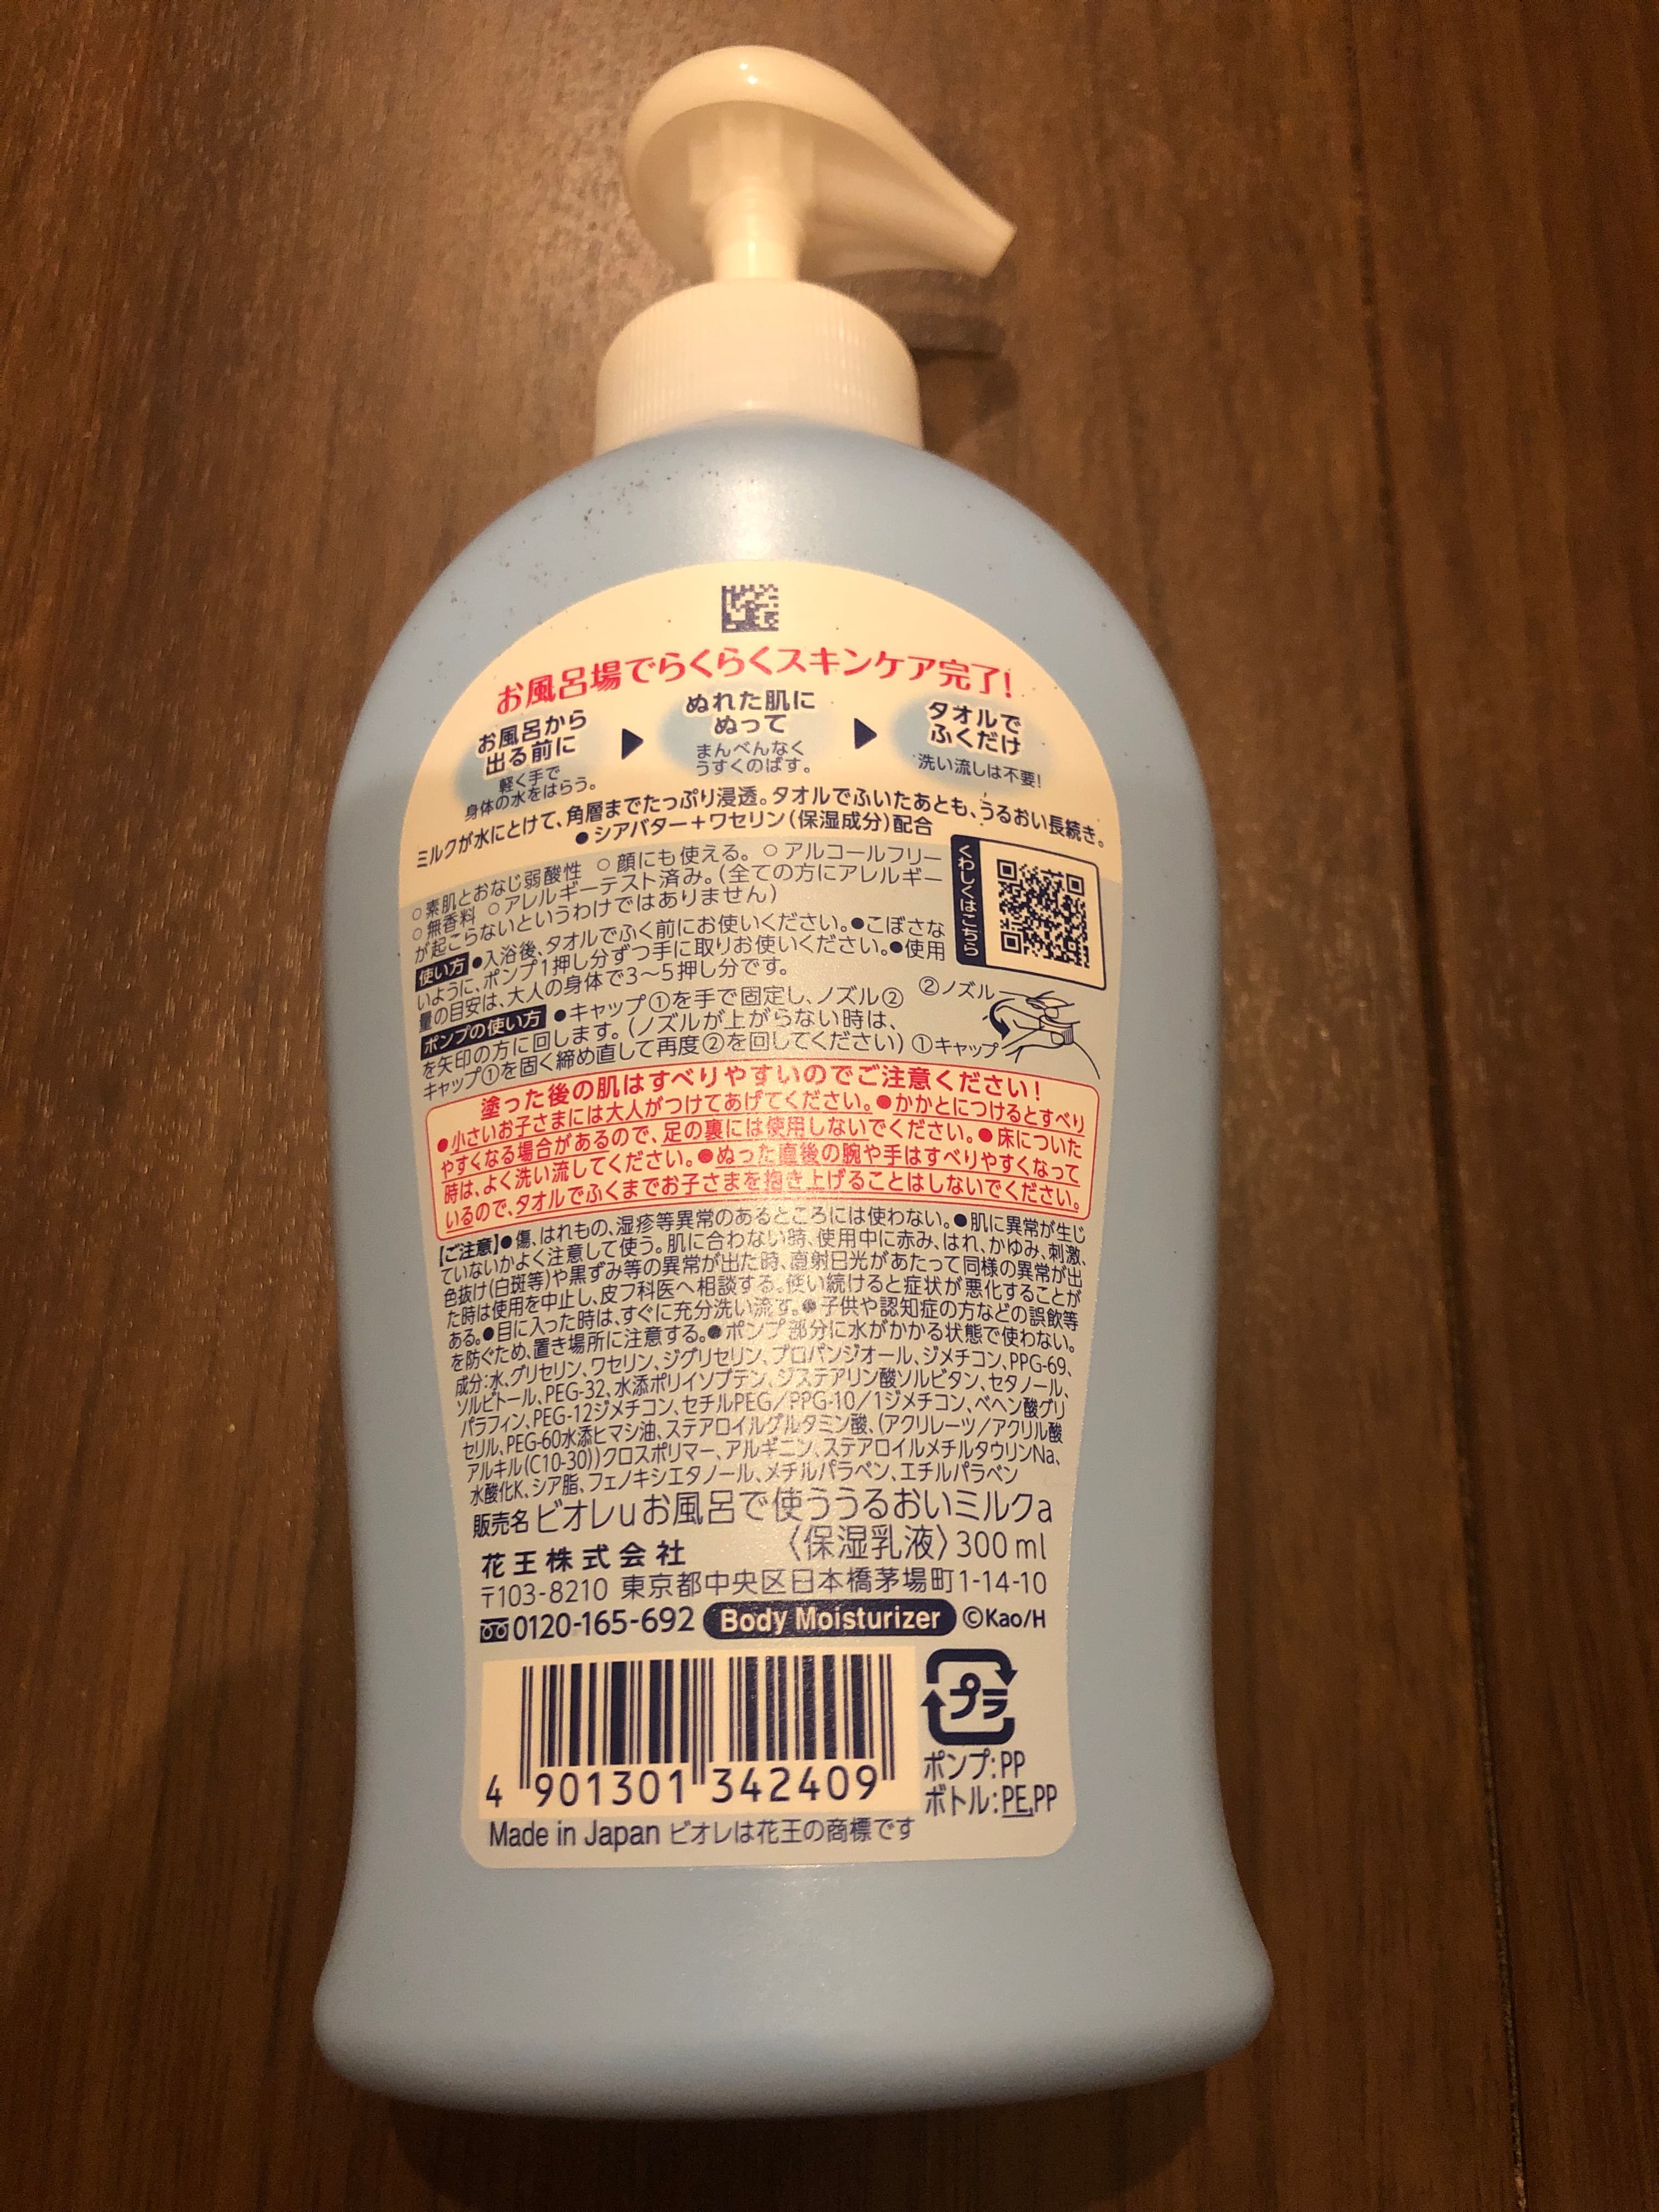 お風呂場でらくらくスキンケア完了!
お風呂から
出る前に
軽く手で
身体の水をはらう。
ぬれた肌に
ぬって
まんべんなく
うすくのばす。
タオルで
ふくだけ
洗い流しは不要!
ミルクが水にとけて、角層までたっぷり浸透。タオルでふいたあとも、うるおい長続き。
●シアバター+ワセリン(保湿成分)配合
○素肌とおなじ弱酸性 ○顔にも使える。 ○アルコールフリー
○無香料 ○アレルギーテスト済み。(全ての方にアレルギー
が起こらないというわけではありません)
くわしくはこちら
使い方 ●入浴後、タオルでふく前にお使いください。●こぼさな
いように、ポンプ1押し分ずつ手に取りお使いください。●使用
量の目安は、大人の身体で3〜5押し分です。
ポンプの使い方 ●キャップ①を手で固定し、ノズル②
を矢印の方に回します。(ノズルが上がらない時は、
キャップ①を固く締め直して再度②を回してください)
②ノズル
①キャップ
塗った後の肌はすべりやすいのでご注意ください!
●小さいお子さまには大人がつけてあげてください。●かかとにつけるとすべり
やすくなる場合があるので、足の裏には使用しないでください。●床についた
時は、よく洗い流してください。●ぬった直後の腕や手はすべりやすくなって
いるので、タオルでふくまでお子さまを抱き上げることはしないでください。
【ご注意】●傷、はれもの、湿疹等異常のあるところには使わない。●肌に異常が生じ
ていないかよく注意して使う。肌に合わない時、使用中に赤み、はれ、かゆみ、刺激、
色抜け(白斑等)や黒ずみ等の異常が出た時、直射日光があたって同様の異常が出
た時は使用を中止し、皮フ科医へ相談する。使い続けると症状が悪化することが
ある。●目に入った時は、すぐに充分洗い流す。●子供や認知症の方などの誤飲等
を防ぐため、置き場所に注意する。●ポンプ部分に水がかかる状態で使わない。
成分:水、グリセリン、ワセリン、ジグリセリン、プロパンジオール、ジメチコン、PPG-69、
ソルビトール、PEG-32、水添ポリイソブテン、ジステアリン酸ソルビタン、セタノール、
パラフィン、PEG-12ジメチコン、セチルPEG/PPG-10/1ジメチコン、ベヘン酸グリ
セリル、PEG-60水添ヒマシ油、ステアロイルグルタミン酸、(アクリレーツ/アクリル酸
アルキル(C10-30))クロスポリマー、アルギニン、ステアロイルメチルタウリンNa、
水酸化K、シア脂、フェノキシエタノール、メチルパラベン、エチルパラベン
販売名 ビオレuお風呂で使ううるおいミルクa
〈保湿乳液〉300ml
花王株式会社
〒103-8210 東京都中央区日本橋茅場町1-14-10
0120-165-692 Body Moisturizer ©Kao/H
プラ
ポンプ:PP
ボトル:PE,PP
4 901301 342409
Made in Japan ビオレは花王の商標です